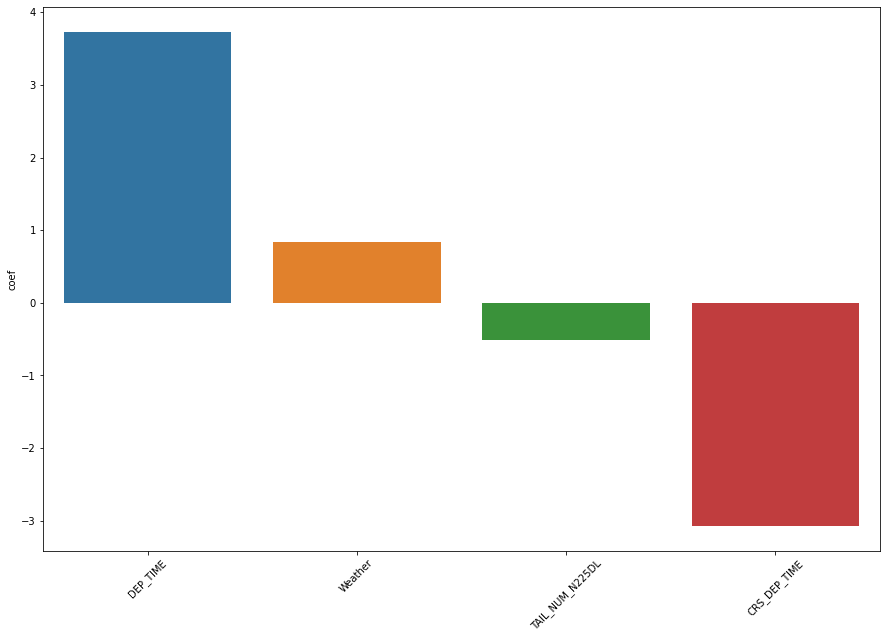 4
3
2
1
0
−1
−2
−3
coef
DEP_TIME
Weather
TAIL_NUM_N225DL
CRS_DEP_TIME